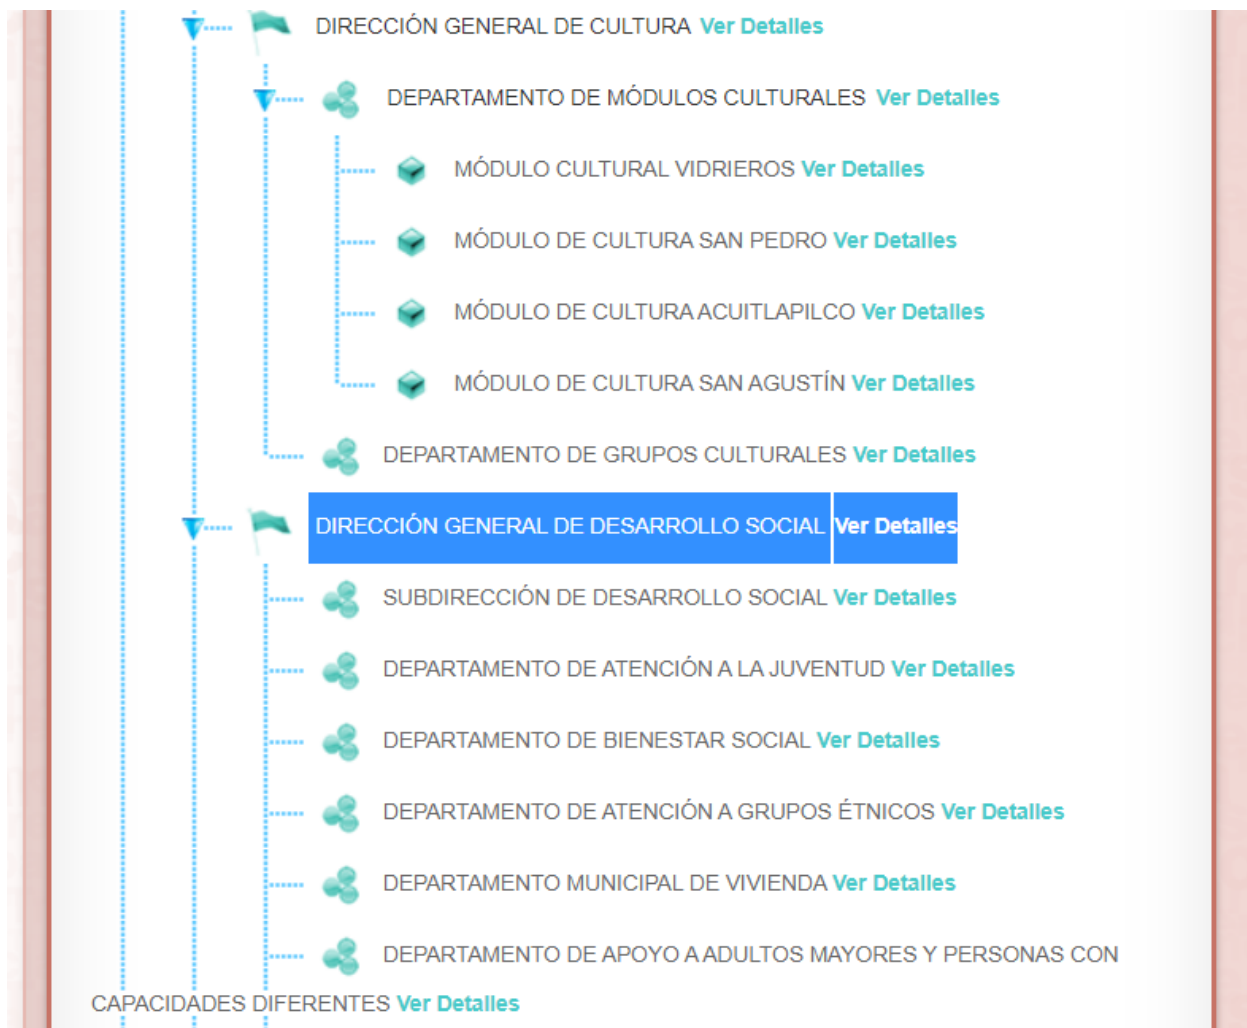 DIRECCIÓN GENERAL DE CULTURA Ver Detalles
DEPARTAMENTO DE MÓDULOS CULTURALES Ver Detalles
MÓDULO CULTURAL VIDRIEROS Ver Detalles
MÓDULO DE CULTURA SAN PEDRO Ver Detalles
MÓDULO DE CULTURA ACUITLAPILCO Ver Detalles
MÓDULO DE CULTURA SAN AGUSTÍN Ver Detalles
DEPARTAMENTO DE GRUPOS CULTURALES Ver Detalles
DIRECCIÓN GENERAL DE DESARROLLO SOCIAL Ver Detalles
SUBDIRECCIÓN DE DESARROLLO SOCIAL Ver Detalles
DEPARTAMENTO DE ATENCIÓN A LA JUVENTUD Ver Detalles
DEPARTAMENTO DE BIENESTAR SOCIAL Ver Detalles
DEPARTAMENTO DE ATENCIÓN A GRUPOS ÉTNICOS Ver Detalles
DEPARTAMENTO MUNICIPAL DE VIVIENDA Ver Detalles
DEPARTAMENTO DE APOYO A ADULTOS MAYORES Y PERSONAS CON
CAPACIDADES DIFERENTES Ver Detalles